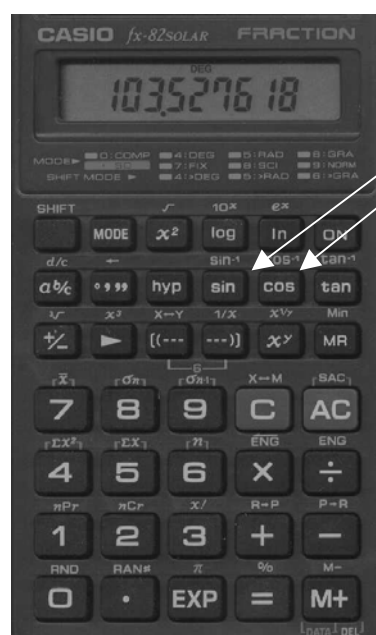 CASIO fx-82SOLAR FRACTION
DEG
103.527618
MODE► 0:COMP 4:DEG 5:RAD 6:GRA
SD 7:FIX 8:SCI 9:NORM
SHIFT MODE ► 4:►DEG 5:►RAD 6:►GRA
SHIFT √ 10ˣ eˣ
MODE x² log ln ON
d/c ← sin⁻¹ cos⁻¹ tan⁻¹
a b/c ° ' '' hyp sin cos tan
³√ x³ X↔Y 1/X X^1/y Min
+/− ► [(--- ---)] xʸ MR
6
x̄ σn σn-1 X↔M SAC
7 8 9 C AC
Σx² Σx n ENG ENG
4 5 6 × ÷
nPr nCr x! R→P P→R
1 2 3 + −
RND RAN# π % M−
0 · EXP = M+
DATA DEL